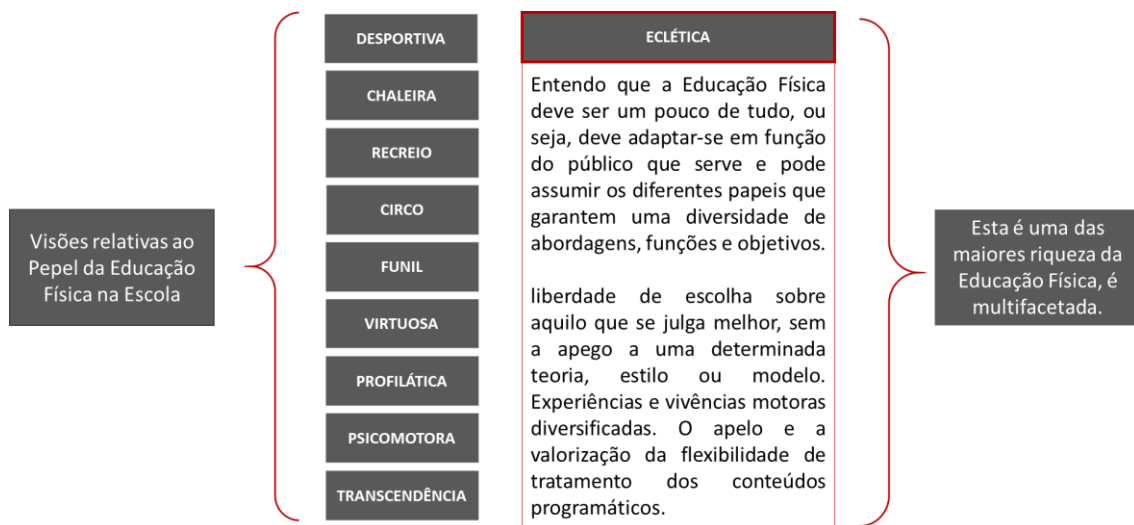 Visões relativas ao
Pepel da Educação
Física na Escola
DESPORTIVA
CHALEIRA
RECREIO
CIRCO
FUNIL
VIRTUOSA
PROFILÁTICA
PSICOMOTORA
TRANSCENDÊNCIA
ECLÉTICA
Entendo que a Educação Física
deve ser um pouco de tudo, ou
seja, deve adaptar-se em função
do público que serve e pode
assumir os diferentes papeis que
garantem uma diversidade de
abordagens, funções e objetivos.
liberdade de escolha sobre
aquilo que se julga melhor, sem
a apego a uma determinada
teoria, estilo ou modelo.
Experiências e vivências motoras
diversificadas. O apelo e a
valorização da flexibilidade de
tratamento dos conteúdos
programáticos.
Esta é uma das
maiores riqueza da
Educação Física, é
multifacetada.